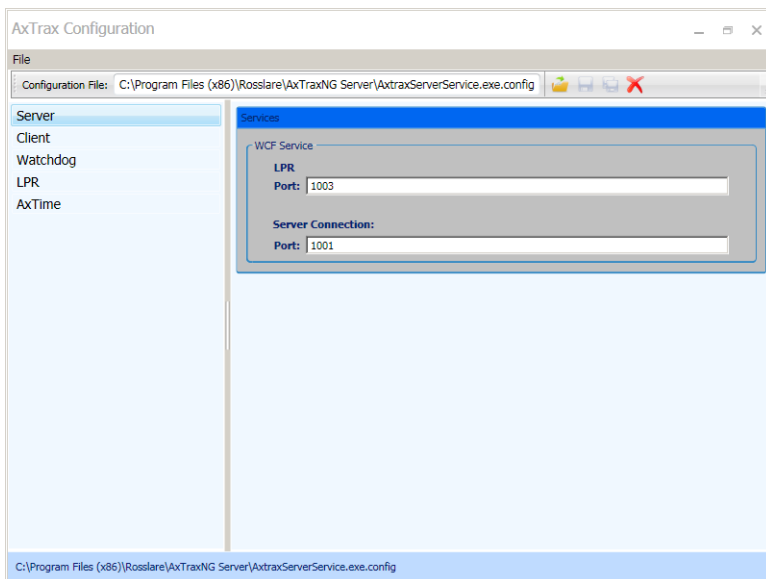 AxTrax Configuration
File
Configuration File: C:\Program Files (x86)\Rosslare\AxTraxNG Server\AxtraxServerService.exe.config
Server
Client
Watchdog
LPR
AxTime
Services
WCF Service
LPR
Port: 1003
Server Connection:
Port: 1001
C:\Program Files (x86)\Rosslare\AxTraxNG Server\AxtraxServerService.exe.config